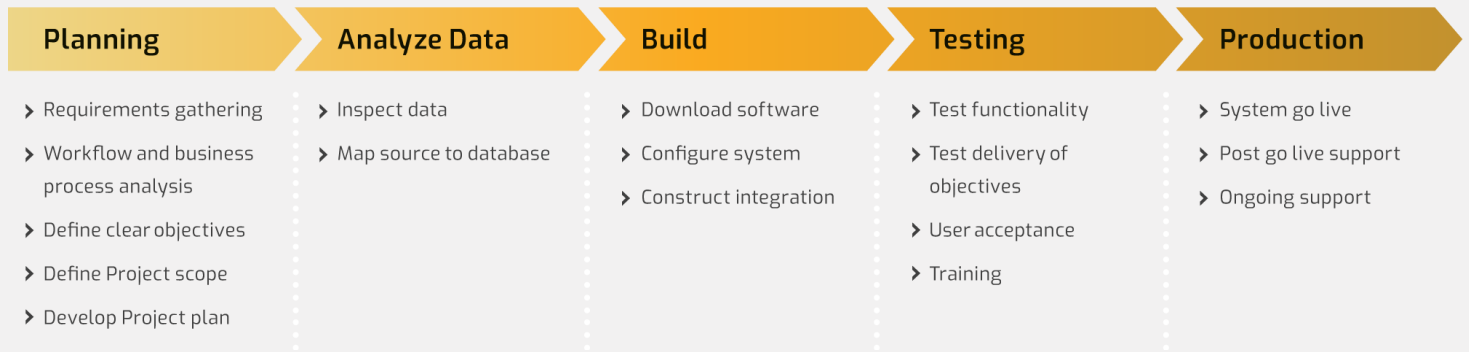 Planning
Requirements gathering
Workflow and business
process analysis
Define clear objectives
Define Project scope
Develop Project plan
Analyze Data
Inspect data
Map source to database
Build
Download software
Configure system
Construct integration
Testing
Test functionality
Test delivery of
objectives
User acceptance
Training
Production
System go live
Post go live support
Ongoing support